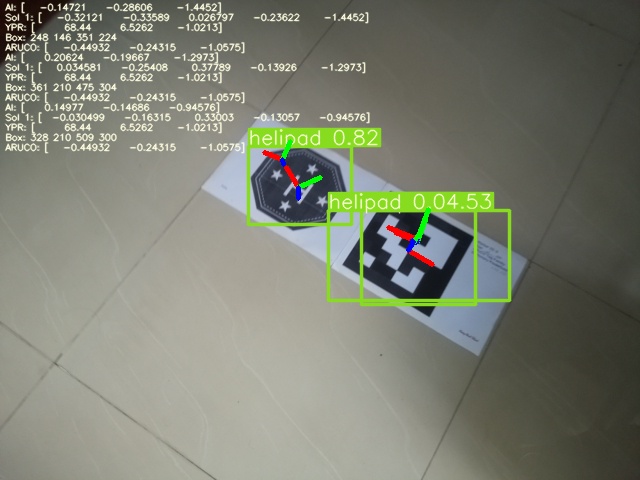 AI: [ -0.14721 -0.28606 -1.4452]
Sol 1: [ -0.32121 -0.33589 0.026797 -0.23622 -1.4452]
YPR: [ 68.44 6.5262 -1.0213]
Box: 248 146 351 224
ARUCO: [ -0.44932 -0.24315 -1.0575]
AI: [ 0.20624 -0.19667 -1.2973]
Sol 1: [ 0.034581 -0.25408 0.37789 -0.13926 -1.2973]
YPR: [ 68.44 6.5262 -1.0213]
Box: 361 210 475 304
ARUCO: [ -0.44932 -0.24315 -1.0575]
AI: [ 0.14977 -0.14686 -0.94576]
Sol 1: [ -0.030499 -0.16315 0.33003 -0.13057 -0.94576]
YPR: [ 68.44 6.5262 -1.0213]
Box: 328 210 509 300
ARUCO: [ -0.44932 -0.24315 -1.0575]
helipad 0.82
helipad 0.04.53